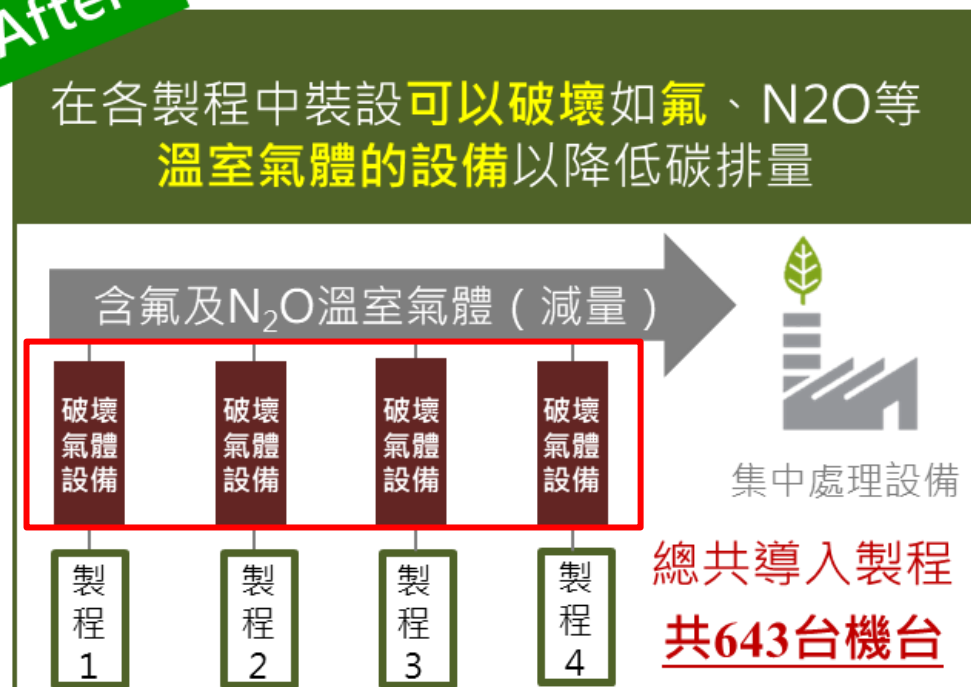 After
在各製程中裝設可以破壞如氟、N2O等
溫室氣體的設備以降低碳排量
含氟及N₂O溫室氣體（減量）
破壞
氣體
設備
破壞
氣體
設備
破壞
氣體
設備
破壞
氣體
設備
集中處理設備
製
程
1
製
程
2
製
程
3
製
程
4
總共導入製程
共643台機台